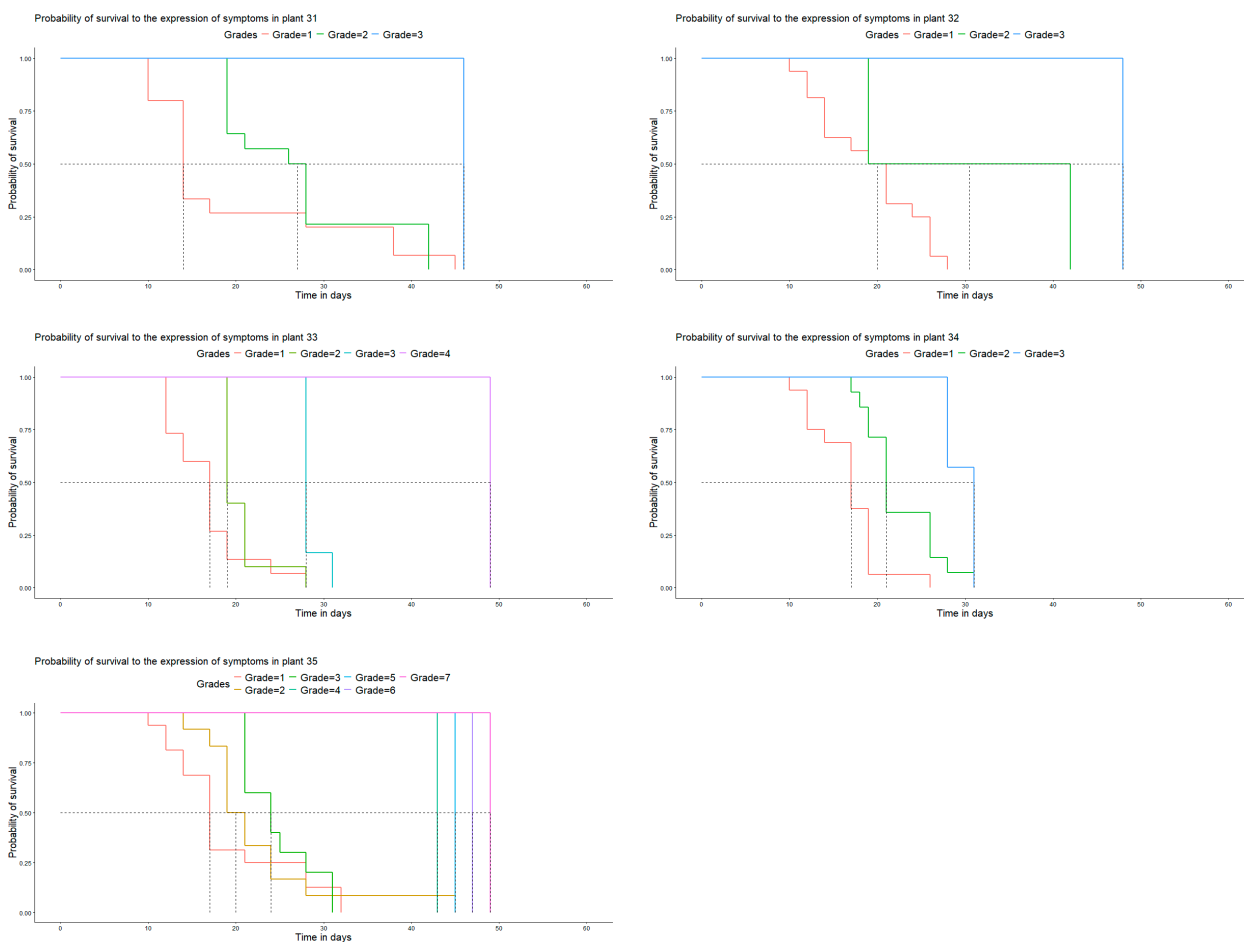 Probability of survival to the expression of symptoms in plant 31
Grades Grade=1 Grade=2 Grade=3
1.00
0.75
0.50
0.25
0.00
Probability of survival
0 10 20 30 40 50 60
Time in days
Probability of survival to the expression of symptoms in plant 32
Grades Grade=1 Grade=2 Grade=3
1.00
0.75
0.50
0.25
0.00
Probability of survival
0 10 20 30 40 50 60
Time in days
Probability of survival to the expression of symptoms in plant 33
Grades Grade=1 Grade=2 Grade=3 Grade=4
1.00
0.75
0.50
0.25
0.00
Probability of survival
0 10 20 30 40 50 60
Time in days
Probability of survival to the expression of symptoms in plant 34
Grades Grade=1 Grade=2 Grade=3
1.00
0.75
0.50
0.25
0.00
Probability of survival
0 10 20 30 40 50 60
Time in days
Probability of survival to the expression of symptoms in plant 35
Grades
Grade=1 Grade=3 Grade=5 Grade=7
Grade=2 Grade=4 Grade=6
1.00
0.75
0.50
0.25
0.00
Probability of survival
0 10 20 30 40 50 60
Time in days